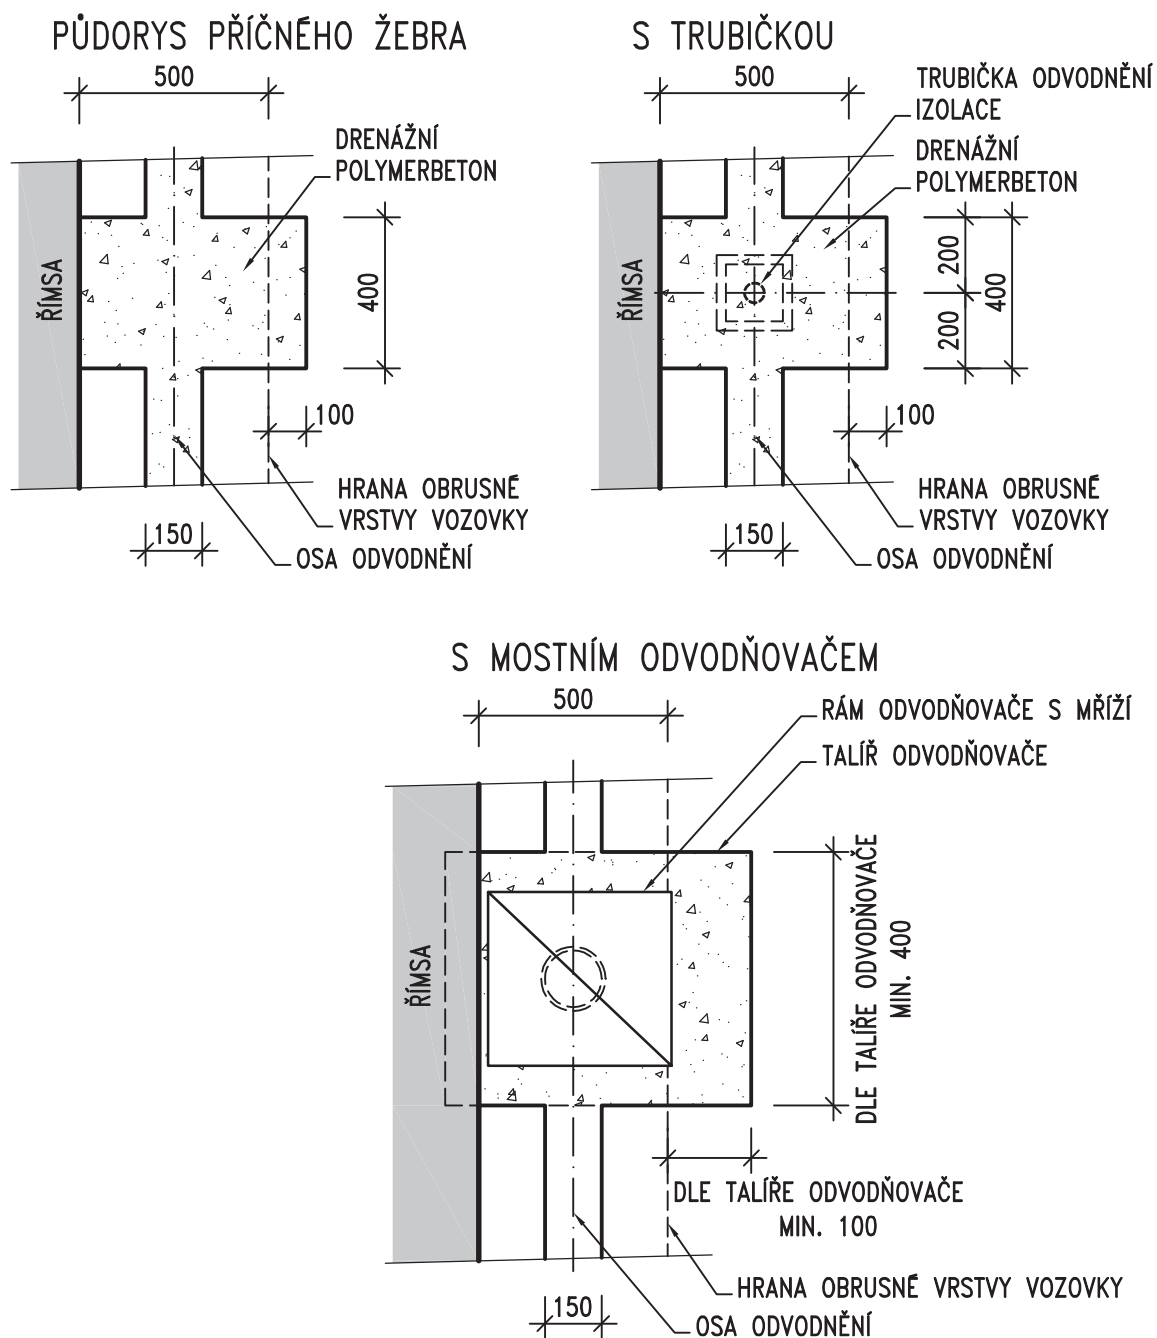 PŮDORYS PŘÍČNÉHO ŽEBRA
500
DRENÁŽNÍ
POLYMERBETON
ŘÍMSA
400
100
HRANA OBRUSNÉ
VRSTVY VOZOVKY
150
OSA ODVODNĚNÍ
S TRUBIČKOU
500
TRUBIČKA ODVODNĚNÍ
IZOLACE
DRENÁŽNÍ
POLYMERBETON
ŘÍMSA
200
200
400
100
HRANA OBRUSNÉ
VRSTVY VOZOVKY
150
OSA ODVODNĚNÍ
S MOSTNÍM ODVODŇOVAČEM
500
RÁM ODVODŇOVAČE S MŘÍŽÍ
TALÍŘ ODVODŇOVAČE
ŘÍMSA
DLE TALÍŘE ODVODŇOVAČE
MIN. 400
DLE TALÍŘE ODVODŇOVAČE
MIN. 100
HRANA OBRUSNÉ VRSTVY VOZOVKY
150
OSA ODVODNĚNÍ